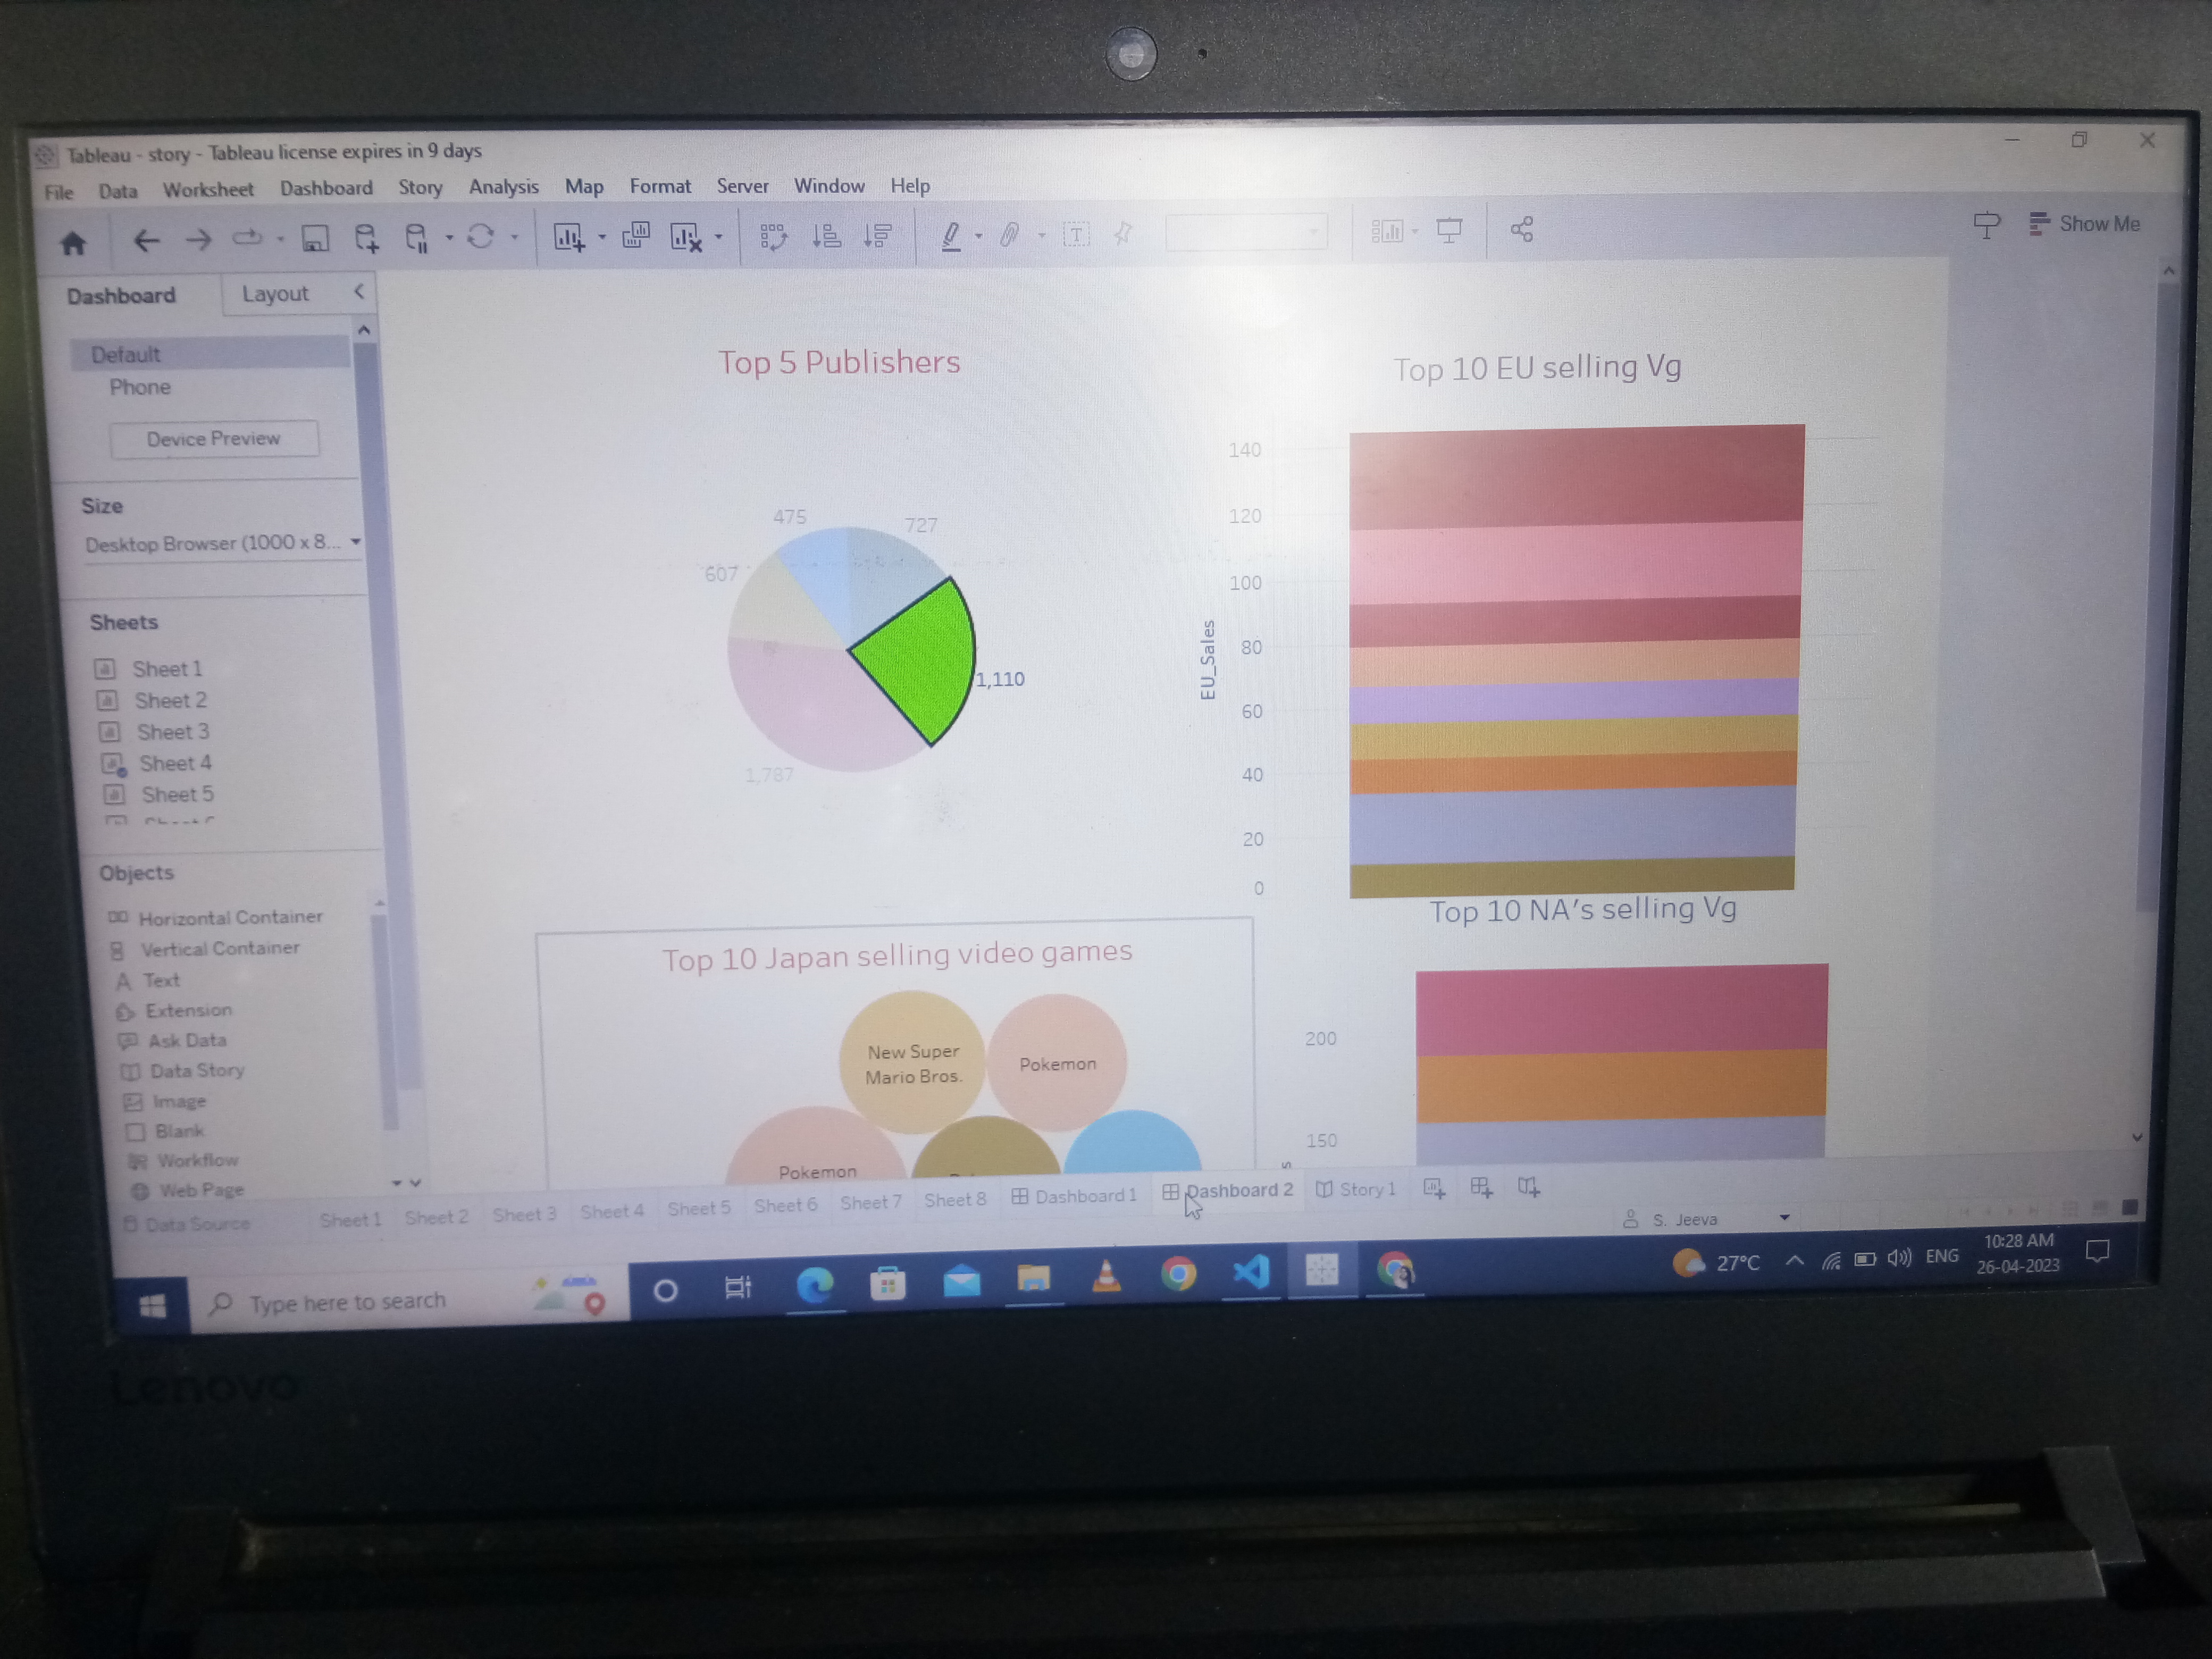 Tableau - story - Tableau license expires in 9 days
File Data Worksheet Dashboard Story Analysis Map Format Server Window Help
Show Me
Dashboard Layout
Default
Phone
Device Preview
Size
Desktop Browser (1000 x 8...
Sheets
Sheet 1
Sheet 2
Sheet 3
Sheet 4
Sheet 5
Objects
Horizontal Container
Vertical Container
A Text
Extension
Ask Data
Data Story
Image
Blank
Workflow
Web Page
Top 5 Publishers
475
727
607
1,110
1,787
Top 10 EU selling Vg
EU_Sales
140
120
100
80
60
40
20
0
Top 10 Japan selling video games
New Super
Mario Bros.
Pokemon
Pokemon
Top 10 NA's selling Vg
200
150
Data Source Sheet 1 Sheet 2 Sheet 3 Sheet 4 Sheet 5 Sheet 6 Sheet 7 Sheet 8 Dashboard 1 Dashboard 2 Story 1
S. Jeeva
Type here to search
27°C
ENG
10:28 AM
26-04-2023
Lenovo